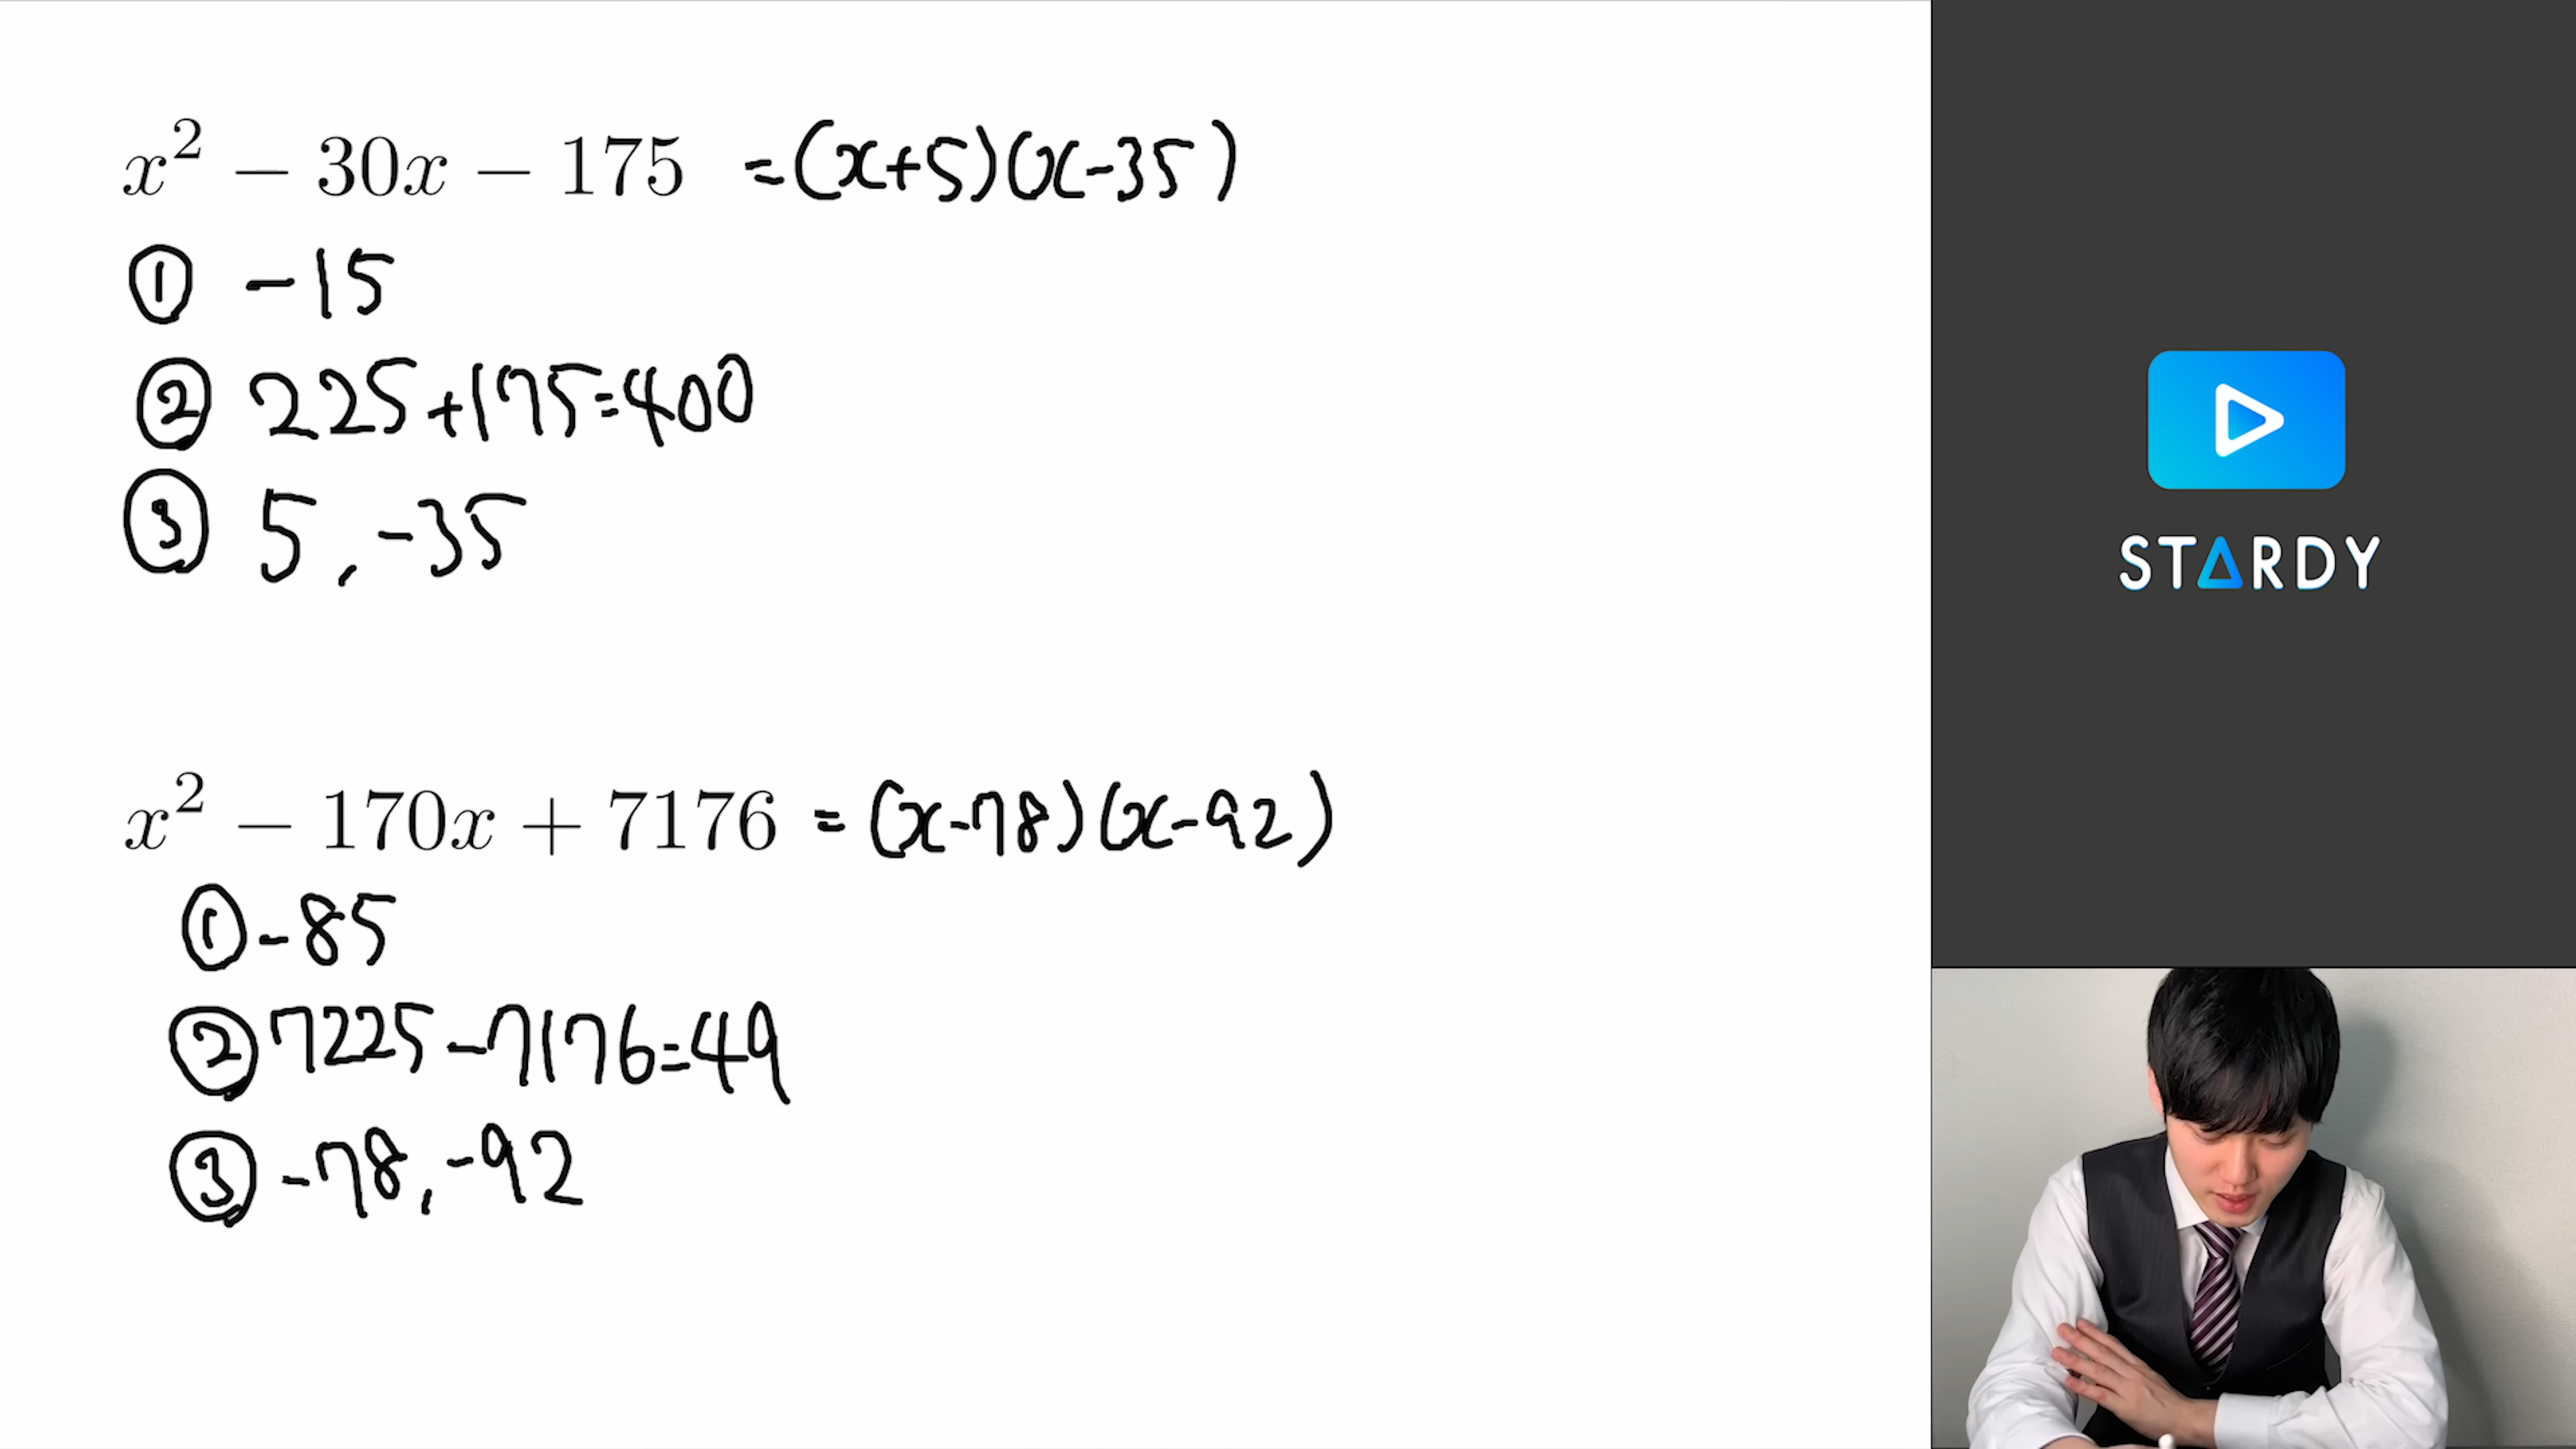 x² − 30x − 175 =(x+5)(x-35)
① -15
② 225+175=400
③ 5, -35
x² − 170x + 7176 = (x-78)(x-92)
① -85
② 7225-7176=49
③ -78, -92
STARDY